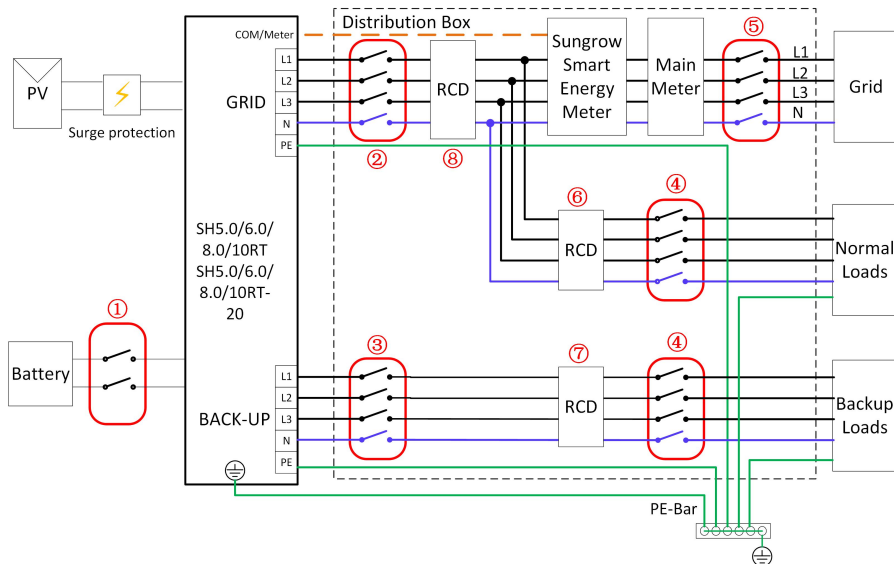 Distribution Box
COM/Meter
PV
Surge protection
GRID
L1
L2
L3
N
PE
②
RCD
⑧
Sungrow
Smart
Energy
Meter
Main
Meter
⑤
L1
L2
L3
N
Grid
SH5.0/6.0/
8.0/10RT
SH5.0/6.0/
8.0/10RT-
20
⑥
RCD
④
Normal
Loads
①
Battery
BACK-UP
L1
L2
L3
N
PE
③
⑦
RCD
④
Backup
Loads
PE-Bar